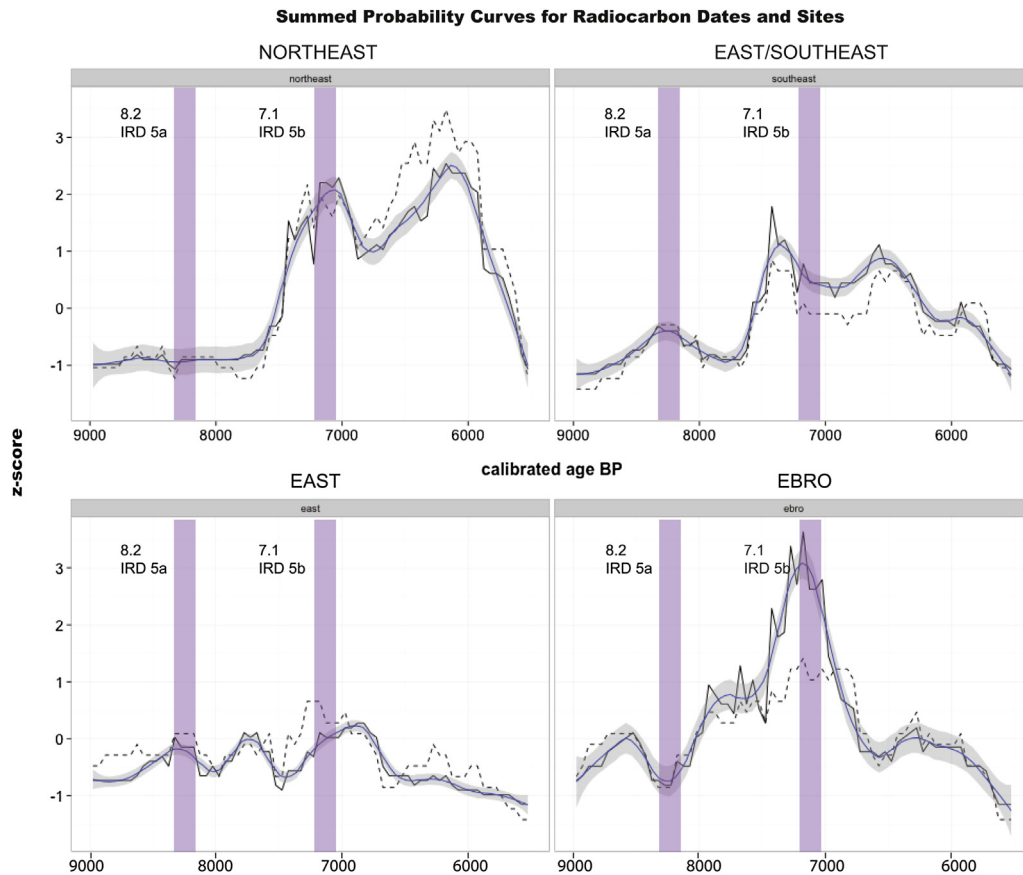 Summed Probability Curves for Radiocarbon Dates and Sites
NORTHEAST
northeast
8.2
IRD 5a
7.1
IRD 5b
3
2
1
0
-1
9000 8000 7000 6000
EAST/SOUTHEAST
southeast
8.2
IRD 5a
7.1
IRD 5b
9000 8000 7000 6000
z-score
calibrated age BP
EAST
east
8.2
IRD 5a
7.1
IRD 5b
3
2
1
0
-1
9000 8000 7000 6000
EBRO
ebro
8.2
IRD 5a
7.1
IRD 5b
9000 8000 7000 6000